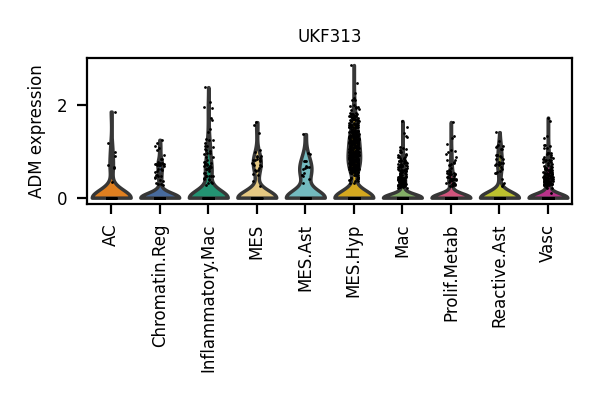 UKF313
ADM expression
2
0
AC
Chromatin.Reg
Inflammatory.Mac
MES
MES.Ast
MES.Hyp
Mac
Prolif.Metab
Reactive.Ast
Vasc